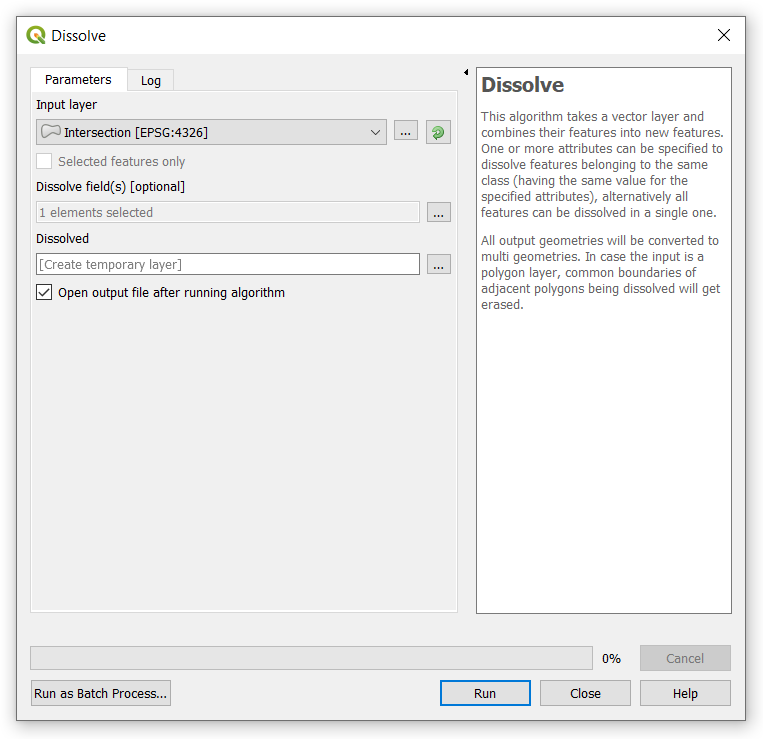 Dissolve
Parameters
Log
Input layer
Intersection [EPSG:4326]
...
Selected features only
Dissolve field(s) [optional]
1 elements selected
...
Dissolved
[Create temporary layer]
...
Open output file after running algorithm
Dissolve
This algorithm takes a vector layer and
combines their features into new features.
One or more attributes can be specified to
dissolve features belonging to the same
class (having the same value for the
specified attributes), alternatively all
features can be dissolved in a single one.
All output geometries will be converted to
multi geometries. In case the input is a
polygon layer, common boundaries of
adjacent polygons being dissolved will get
erased.
0%
Cancel
Run as Batch Process...
Run
Close
Help